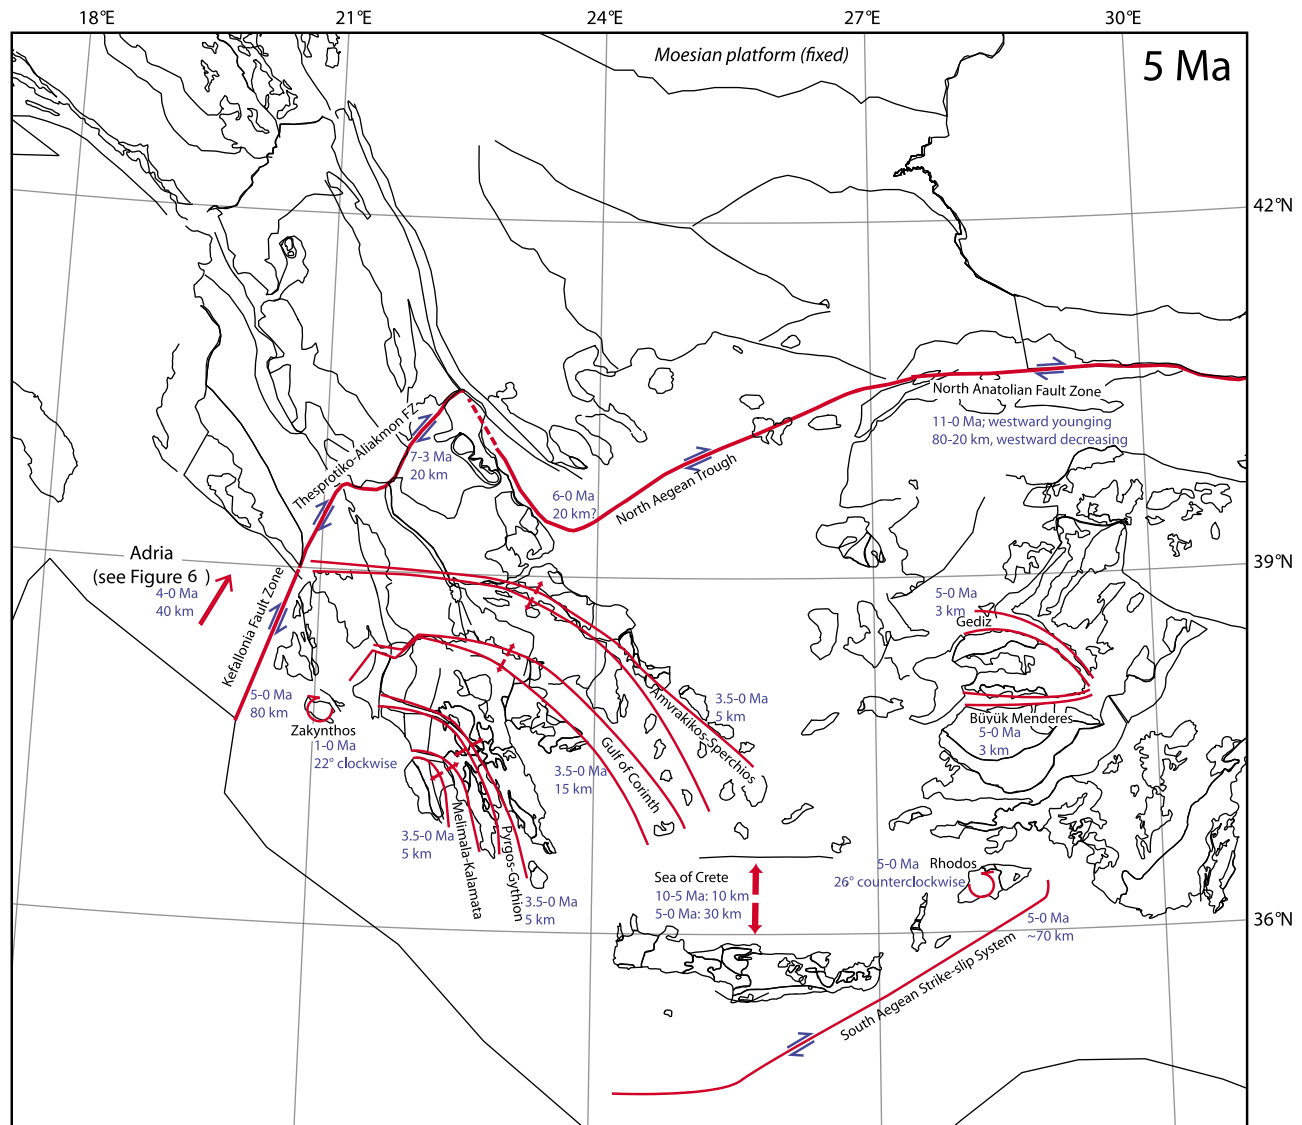 18°E
21°E
24°E
27°E
30°E
Moesian platform (fixed)
5 Ma
42°N
North Anatolian Fault Zone
11-0 Ma; westward younging
80-20 km, westward decreasing
Thesprotiko-Aliakmon FZ
7-3 Ma
20 km
6-0 Ma
20 km?
North Aegean Trough
Adria
(see Figure 6 )
4-0 Ma
40 km
39°N
Kefallonia Fault Zone
5-0 Ma
80 km
5-0 Ma
3 km
Gediz
Büyük Menderes
5-0 Ma
3 km
Zakynthos
1-0 Ma
22° clockwise
Amvrakikos-Sperchios
3.5-0 Ma
5 km
Gulf of Corinth
3.5-0 Ma
15 km
3.5-0 Ma
5 km
Melimala-Kalamata
Pyrgos-Gythion
3.5-0 Ma
5 km
Sea of Crete
10-5 Ma: 10 km
5-0 Ma: 30 km
5-0 Ma
Rhodos
26° counterclockwise
5-0 Ma
~70 km
36°N
South Aegean Strike-slip System